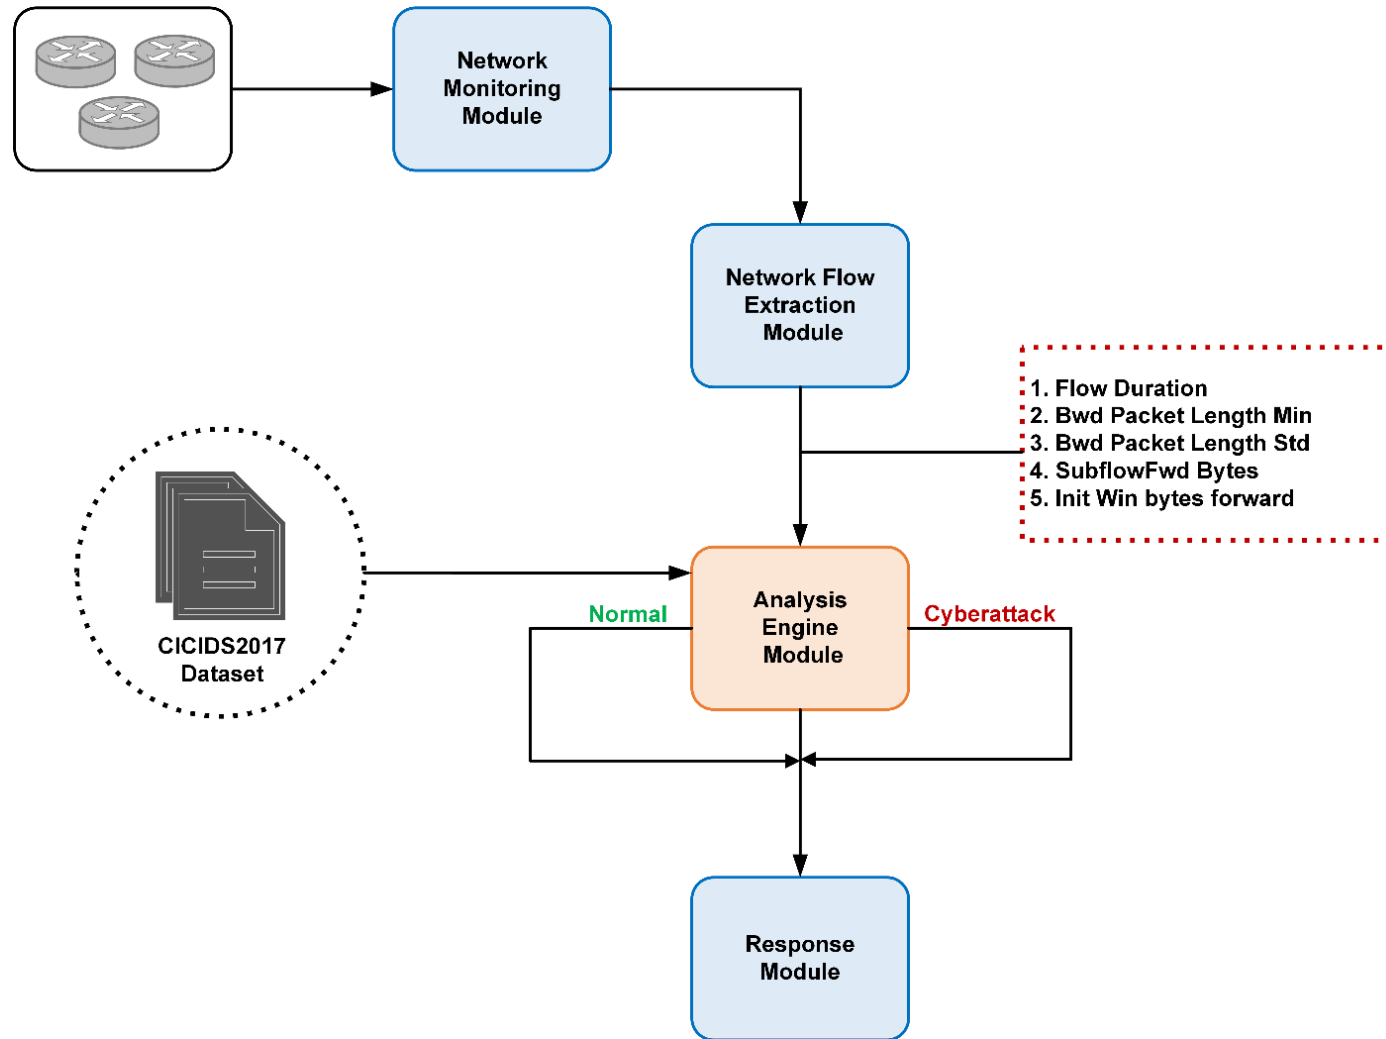 Network
Monitoring
Module
Network Flow
Extraction
Module
1. Flow Duration
2. Bwd Packet Length Min
3. Bwd Packet Length Std
4. SubflowFwd Bytes
5. Init Win bytes forward
CICIDS2017
Dataset
Normal
Analysis
Engine
Module
Cyberattack
Response
Module